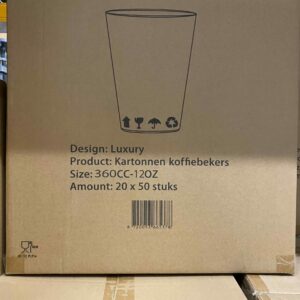 Design: Luxury
Product: Kartonnen koffiebekers
Size: 360CC-12OZ
Amount: 20 x 50 stuks